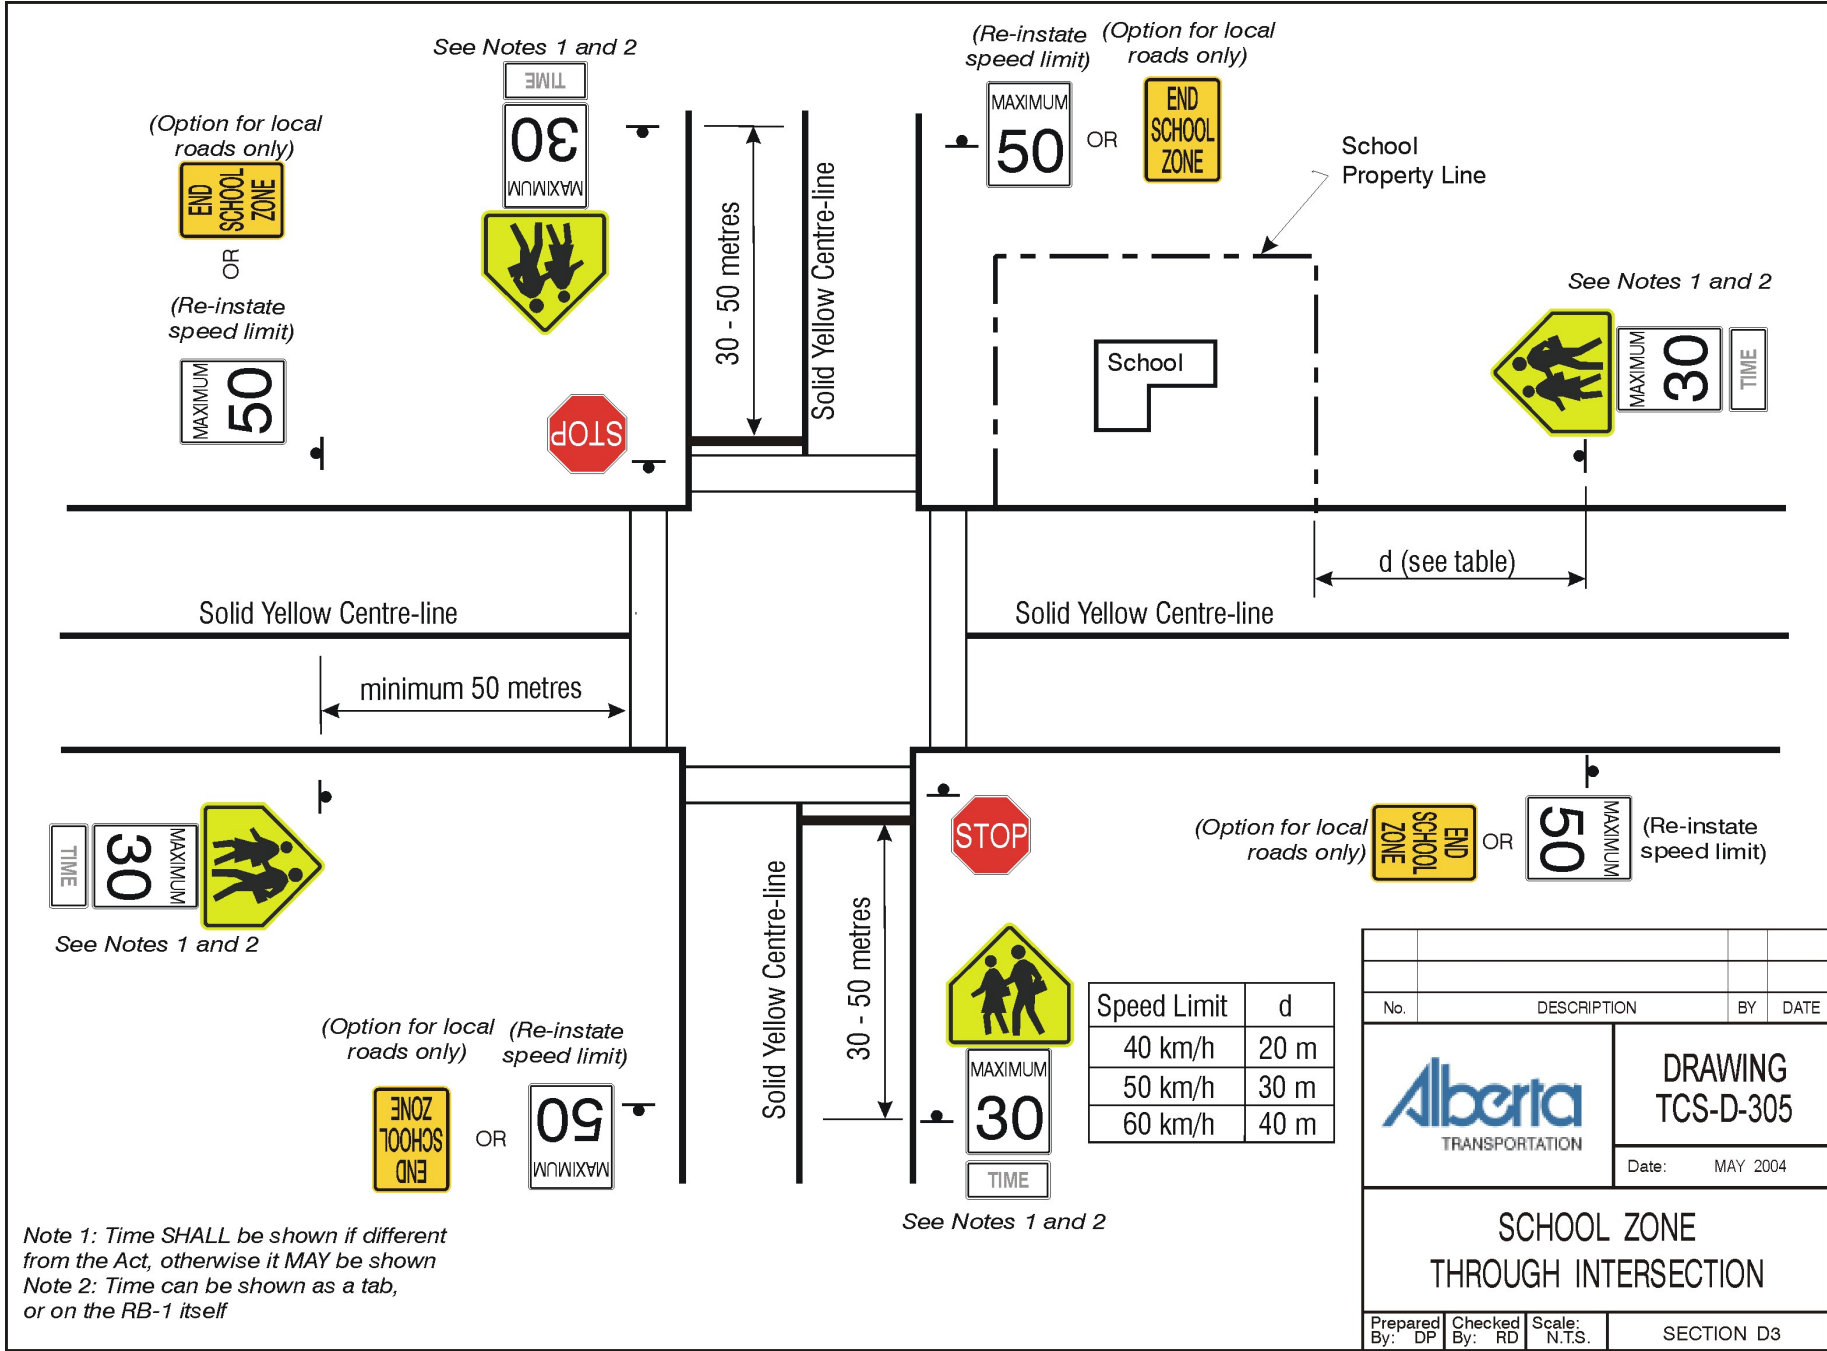 See Notes 1 and 2
TIME
30
MAXIMUM
(Option for local
roads only)
END
SCHOOL
ZONE
OR
(Re-instate
speed limit)
MAXIMUM
50
STOP
30 - 50 metres
Solid Yellow Centre-line
(Re-instate
speed limit)
MAXIMUM
50
OR
(Option for local
roads only)
END
SCHOOL
ZONE
School
Property Line
School
See Notes 1 and 2
MAXIMUM
30
TIME
d (see table)
Solid Yellow Centre-line
Solid Yellow Centre-line
minimum 50 metres
MAXIMUM
30
TIME
See Notes 1 and 2
(Option for local
roads only)
END
SCHOOL
ZONE
OR
(Re-instate
speed limit)
MAXIMUM
50
Solid Yellow Centre-line
30 - 50 metres
STOP
MAXIMUM
30
TIME
See Notes 1 and 2
(Option for local
roads only)
END
SCHOOL
ZONE
OR
MAXIMUM
50
(Re-instate
speed limit)
Speed Limit d
40 km/h 20 m
50 km/h 30 m
60 km/h 40 m
Note 1: Time SHALL be shown if different
from the Act, otherwise it MAY be shown
Note 2: Time can be shown as a tab,
or on the RB-1 itself
No. DESCRIPTION BY DATE
Alberta
TRANSPORTATION
DRAWING
TCS-D-305
Date: MAY 2004
SCHOOL ZONE
THROUGH INTERSECTION
Prepared
By: DP
Checked
By: RD
Scale:
N.T.S.
SECTION D3